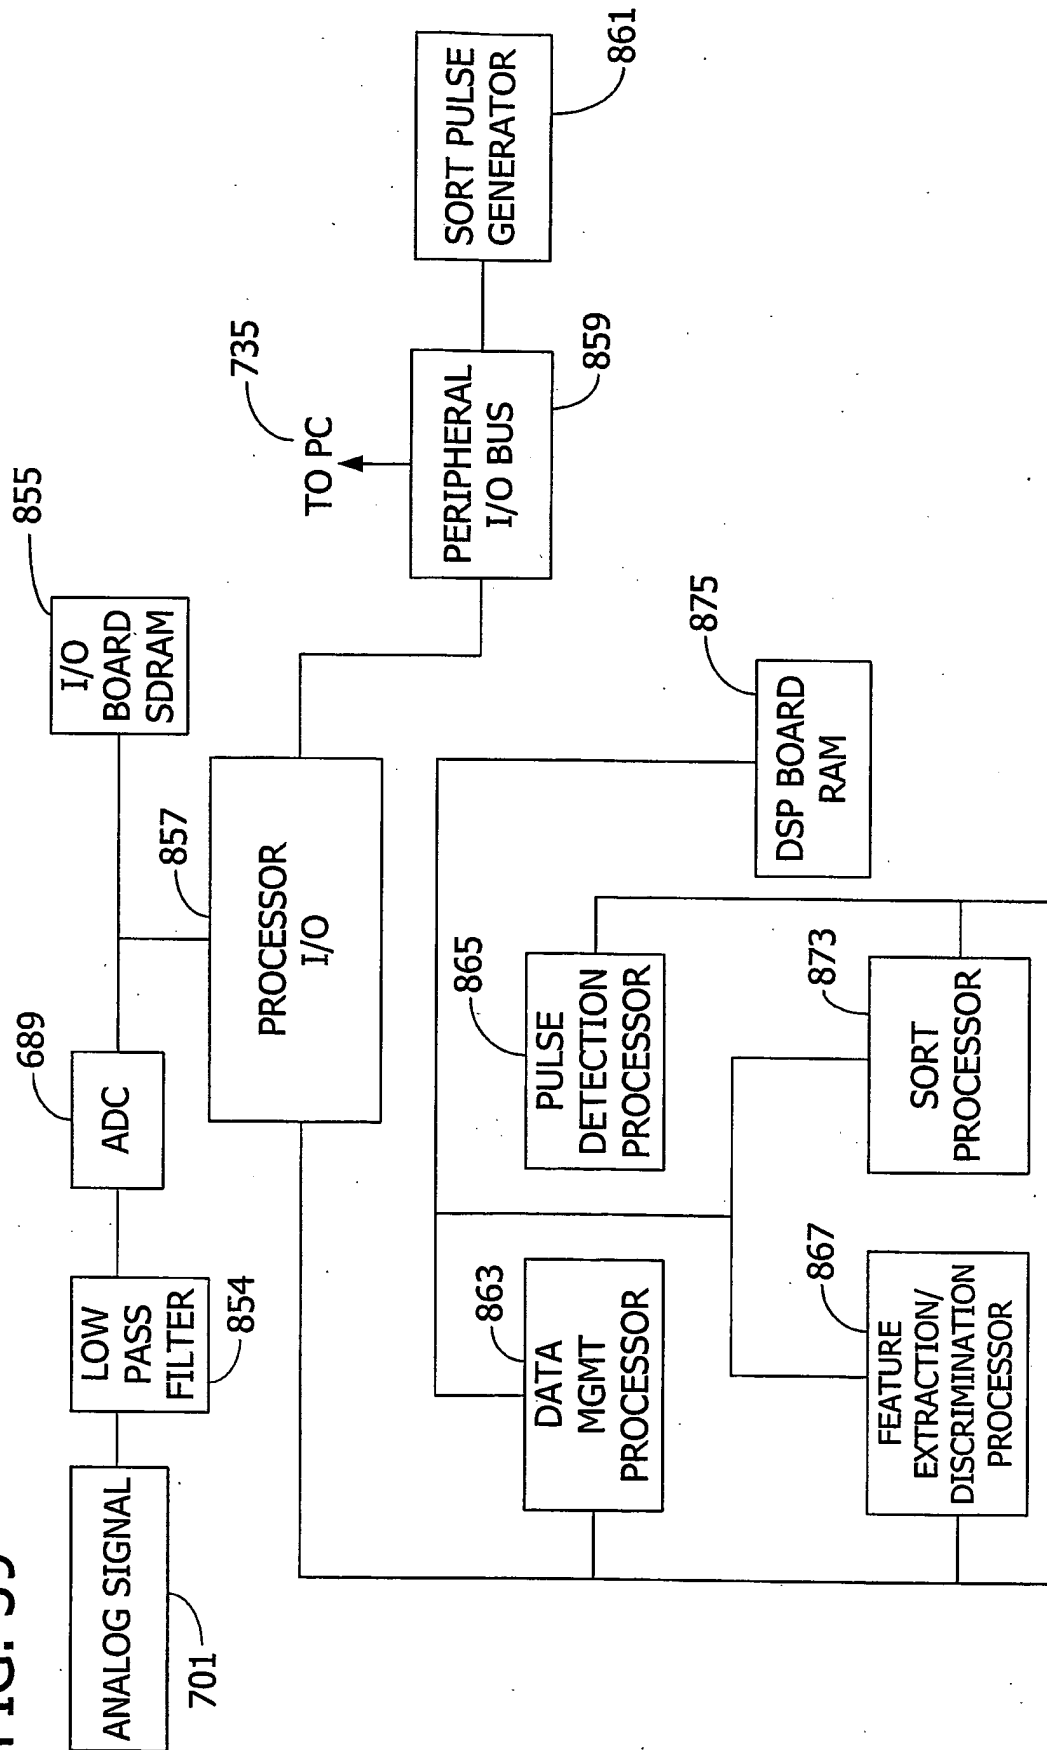 ANALOG SIGNAL
701
LOW
PASS
FILTER
854
ADC
689
I/O
BOARD
SDRAM
855
PROCESSOR
I/O
857
TO PC
735
PERIPHERAL
I/O BUS
859
SORT PULSE
GENERATOR
861
DATA
MGMT
PROCESSOR
863
PULSE
DETECTION
PROCESSOR
865
FEATURE
EXTRACTION/
DISCRIMINATION
PROCESSOR
867
SORT
PROCESSOR
873
DSP BOARD
RAM
875